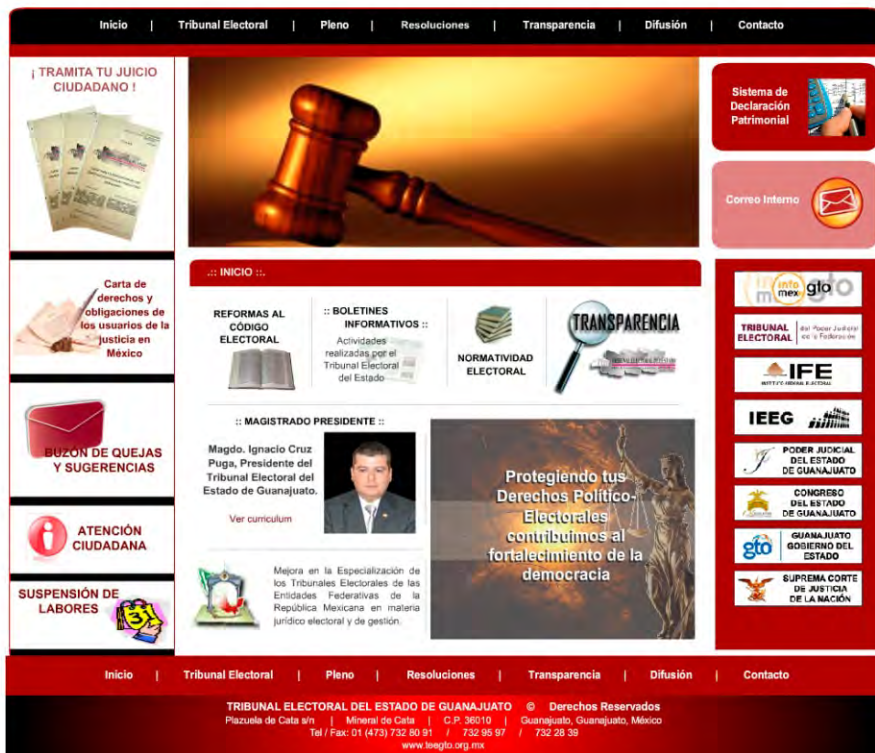 Inicio | Tribunal Electoral | Pleno | Resoluciones | Transparencia | Difusión | Contacto
¡ TRAMITA TU JUICIO
CIUDADANO !
Carta de
derechos y
obligaciones de
los usuarios de la
justicia en
México
BUZÓN DE QUEJAS
Y SUGERENCIAS
ATENCIÓN
CIUDADANA
SUSPENSIÓN DE
LABORES
31
.:: INICIO ::.
REFORMAS AL
CÓDIGO
ELECTORAL
:: BOLETINES
INFORMATIVOS ::
Actividades
realizadas por el
Tribunal Electoral
del Estado
NORMATIVIDAD
ELECTORAL
TRANSPARENCIA
:: MAGISTRADO PRESIDENTE ::
Magdo. Ignacio Cruz
Puga, Presidente del
Tribunal Electoral del
Estado de Guanajuato.
Ver curriculum
Mejora en la Especialización de
los Tribunales Electorales de las
Entidades Federativas de la
República Mexicana en materia
jurídico electoral y de gestión.
Protegiendo tus
Derechos Político-
Electorales
contribuimos al
fortalecimiento de la
democracia
Sistema de
Declaración
Patrimonial
Correo Interno
info
mex gto
TRIBUNAL
ELECTORAL
del Poder Judicial
de la Federación
IFE
INSTITUTO FEDERAL ELECTORAL
IEEG
PODER JUDICIAL
DEL ESTADO
DE GUANAJUATO
CONGRESO
DEL ESTADO
DE GUANAJUATO
gto
GUANAJUATO
GOBIERNO DEL
ESTADO
SUPREMA CORTE
DE JUSTICIA
DE LA NACIÓN
Inicio | Tribunal Electoral | Pleno | Resoluciones | Transparencia | Difusión | Contacto
TRIBUNAL ELECTORAL DEL ESTADO DE GUANAJUATO © Derechos Reservados
Plazuela de Cata s/n | Mineral de Cata | C.P. 36010 | Guanajuato, Guanajuato, México
Tel / Fax: 01 (473) 732 80 91 / 732 95 97 / 732 28 39
www.teegto.org.mx